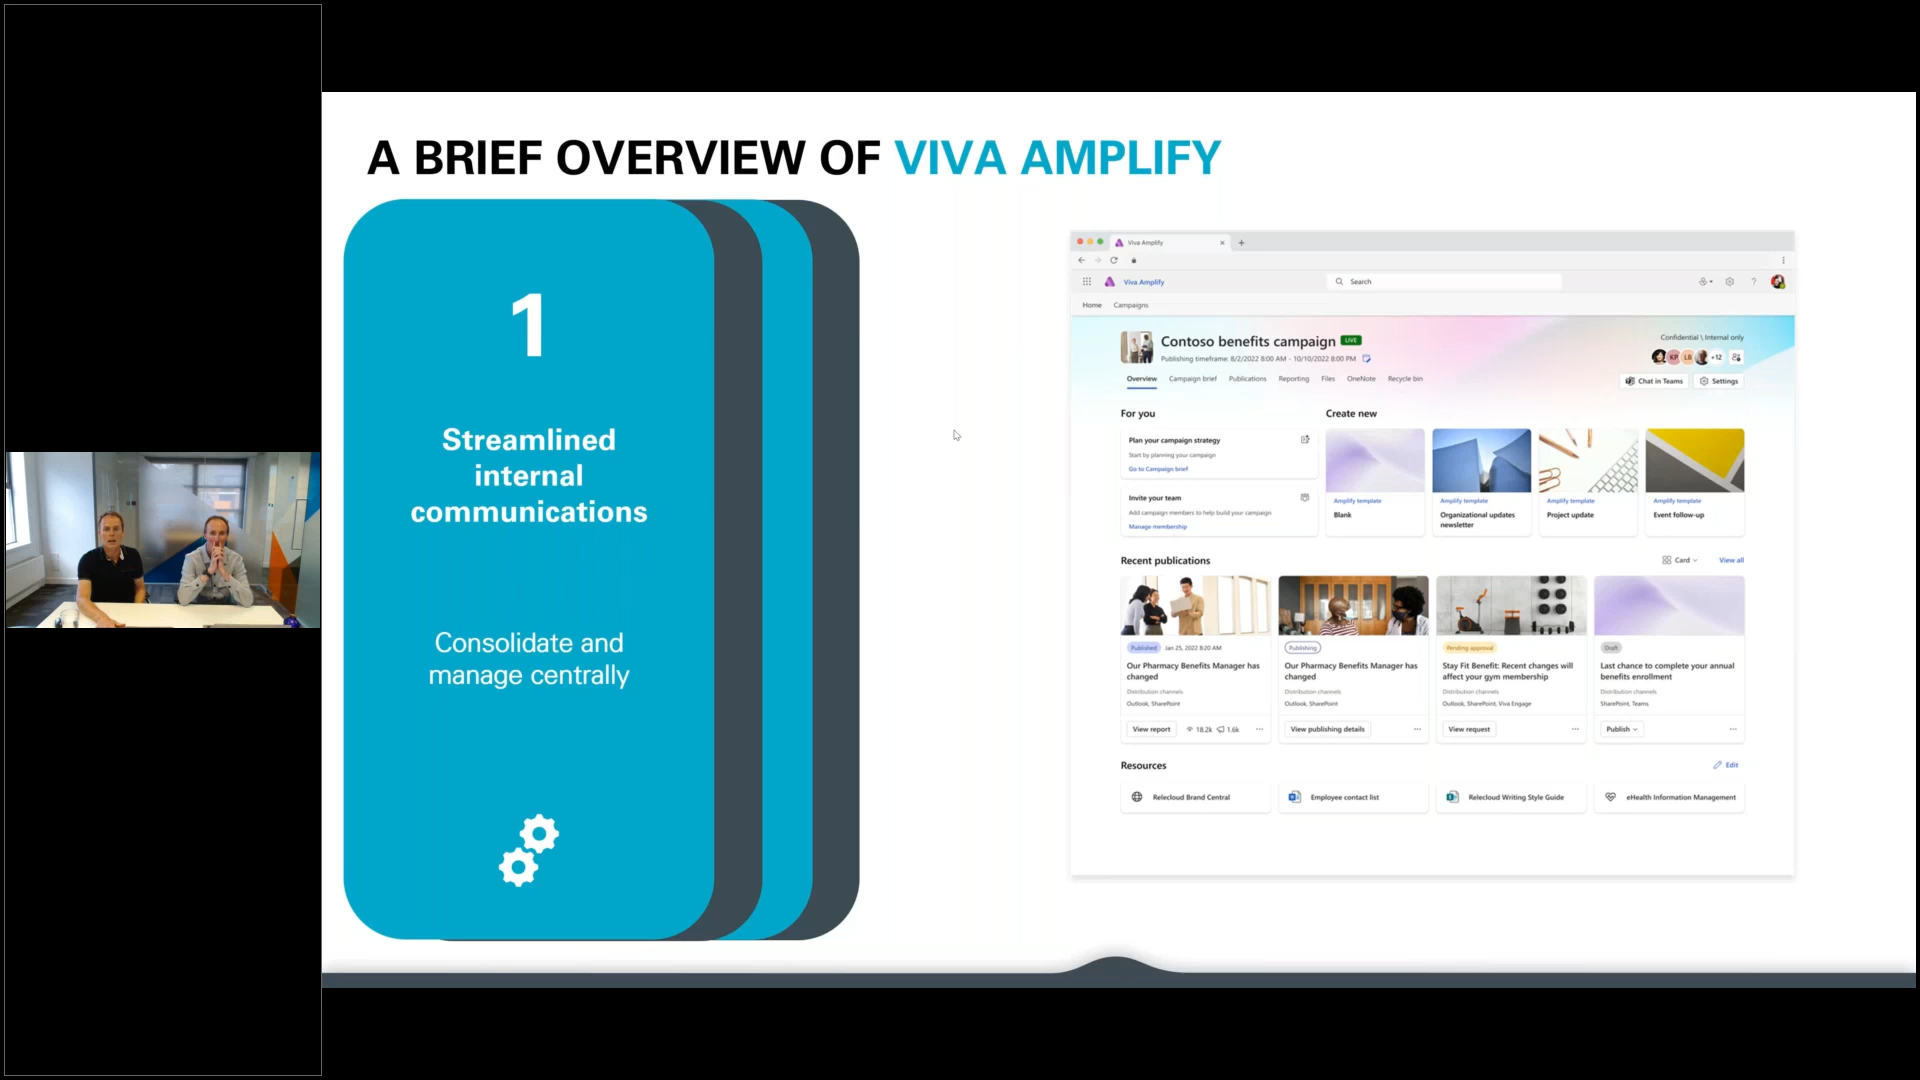 A BRIEF OVERVIEW OF VIVA AMPLIFY
1
Streamlined
internal
communications
Consolidate and
manage centrally
Viva Amplify
Viva Amplify
Search
?
Home Campaigns
Contoso benefits campaign LIVE
Publishing timeframe: 8/2/2022 8:00 AM - 10/10/2022 8:00 PM
Confidential \ Internal only
KP LB +12
Overview Campaign brief Publications Reporting Files OneNote Recycle bin
Chat in Teams Settings
For you
Plan your campaign strategy
Start by planning your campaign
Go to Campaign brief
Invite your team
Add campaign members to help build your campaign
Manage membership
Create new
Amplify template
Blank
Amplify template
Organizational updates
newsletter
Amplify template
Project update
Amplify template
Event follow-up
Recent publications
Card View all
Published Jan 25, 2022 8:20 AM
Our Pharmacy Benefits Manager has
changed
Distribution channels
Outlook, SharePoint
View report 18.2k 1.6k ...
Publishing
Our Pharmacy Benefits Manager has
changed
Distribution channels
Outlook, SharePoint
View publishing details ...
Pending approval
Stay Fit Benefit: Recent changes will
affect your gym membership
Distribution channels
Outlook, SharePoint, Viva Engage
View request ...
Draft
Last chance to complete your annual
benefits enrollment
Distribution channels
SharePoint, Teams
Publish ...
Resources
Edit
Relecloud Brand Central
Employee contact list
Relecloud Writing Style Guide
eHealth Information Management